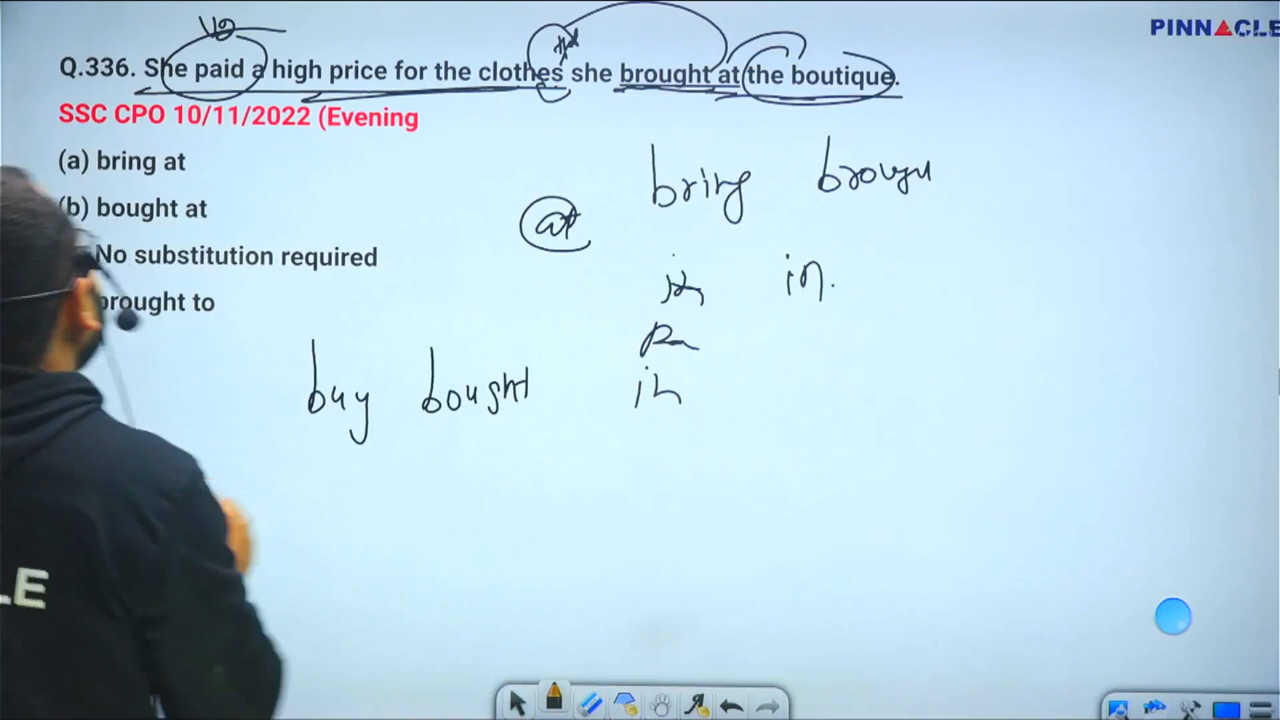 PINNACLE
Q.336. She paid a high price for the clothes she brought at the boutique.
SSC CPO 10/11/2022 (Evening
(a) bring at
(b) bought at
No substitution required
brought to
bring
at
in.
buy bought in
LE